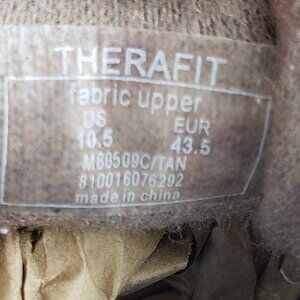 THERAFIT
fabric upper
US EUR
10.5 43.5
M80509C/TAN
810016076292
made in china